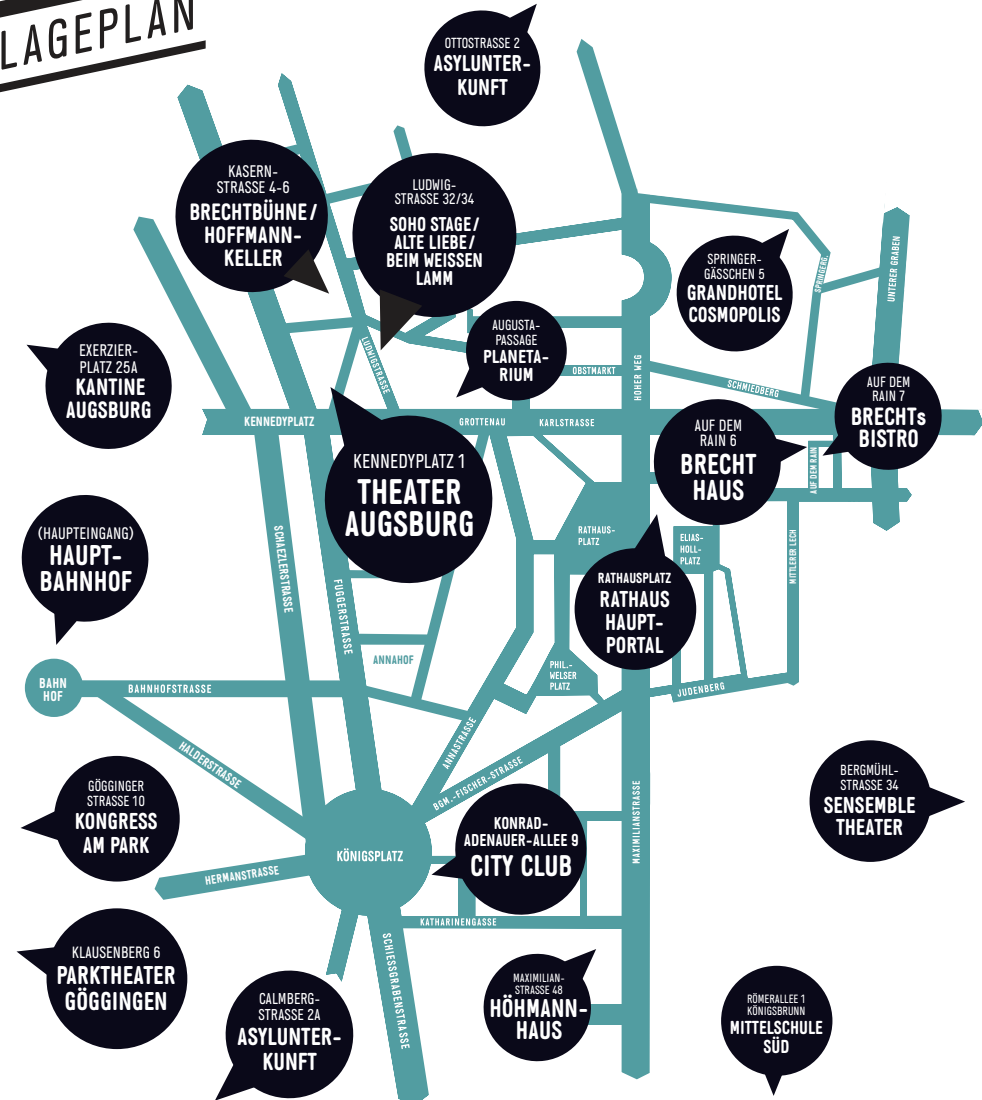 LAGEPLAN
OTTOSTRASSE 2
ASYLUNTER-
KUNFT
KASERN-
STRASSE 4-6
BRECHTBÜHNE/
HOFFMANN-
KELLER
LUDWIG-
STRASSE 32/34
SOHO STAGE/
ALTE LIEBE/
BEIM WEISSEN
LAMM
SPRINGER-
GÄSSCHEN 5
GRANDHOTEL
COSMOPOLIS
SPRINGERG.
UNTERER GRABEN
EXERZIER-
PLATZ 25A
KANTINE
AUGSBURG
LUDWIGSTRASSE
AUGUSTA-
PASSAGE
PLANETA-
RIUM
OBSTMARKT
HOHER WEG
SCHMIEDBERG
AUF DEM
RAIN 7
BRECHTs
BISTRO
KENNEDYPLATZ
GROTTENAU
KARLSTRASSE
KENNEDYPLATZ 1
THEATER
AUGSBURG
AUF DEM
RAIN 6
BRECHT
HAUS
AUF DEM RAIN
(HAUPTEINGANG)
HAUPT-
BAHNHOF
SCHAEZLERSTRASSE
FUGGERSTRASSE
RATHAUS-
PLATZ
ELIAS-
HOLL-
PLATZ
MITTLERER LECH
RATHAUSPLATZ
RATHAUS
HAUPT-
PORTAL
ANNAHOF
PHIL.-
WELSER
PLATZ
BAHN
HOF
BAHNHOFSTRASSE
JUDENBERG
HALDERSTRASSE
ANNASTRASSE
BGM.-FISCHER-STRASSE
MAXIMILIANSTRASSE
GÖGGINGER
STRASSE 10
KONGRESS
AM PARK
BERGMÜHL-
STRASSE 34
SENSEMBLE
THEATER
KÖNIGSPLATZ
KONRAD-
ADENAUER-ALLEE 9
CITY CLUB
HERMANSTRASSE
KATHARINENGASSE
KLAUSENBERG 6
PARKTHEATER
GÖGGINGEN
SCHIESSGRABENSTRASSE
CALMBERG-
STRASSE 2A
ASYLUNTER-
KUNFT
MAXIMILIAN-
STRASSE 48
HÖHMANN-
HAUS
RÖMERALLEE 1
KÖNIGSBRUNN
MITTELSCHULE
SÜD